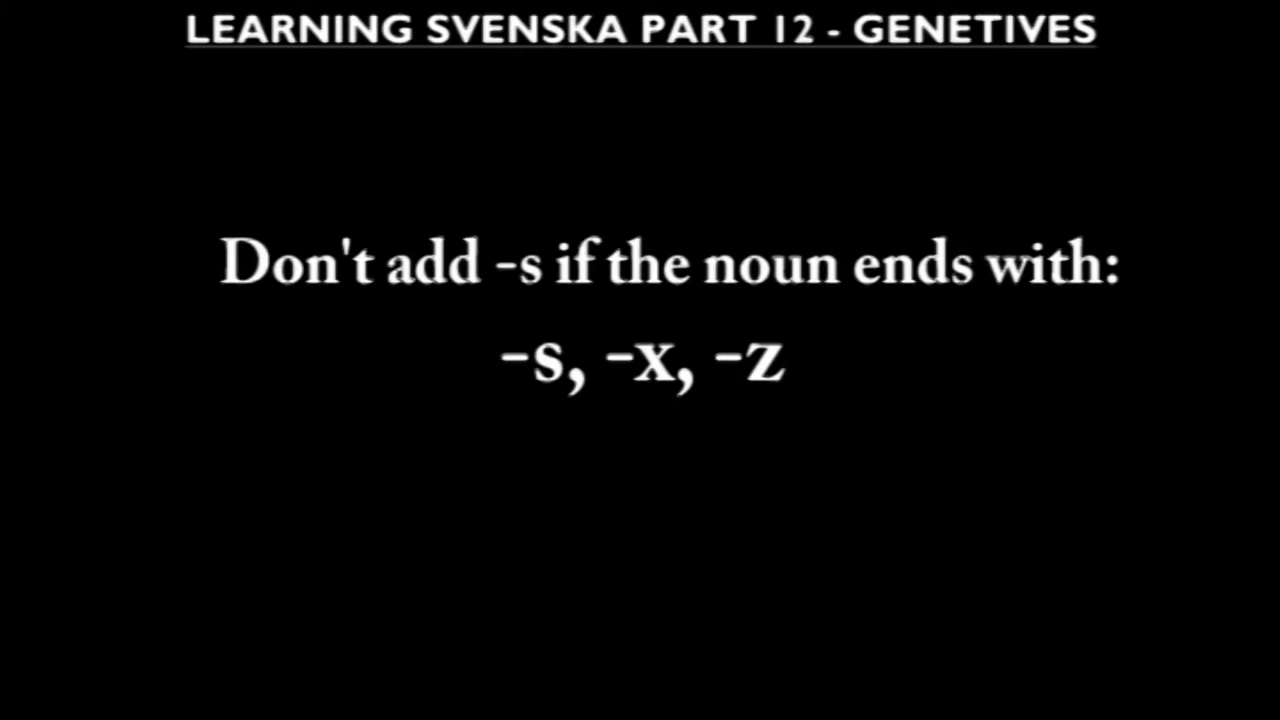 LEARNING SVENSKA PART 12 - GENETIVES
Don't add -s if the noun ends with:
-s, -x, -z